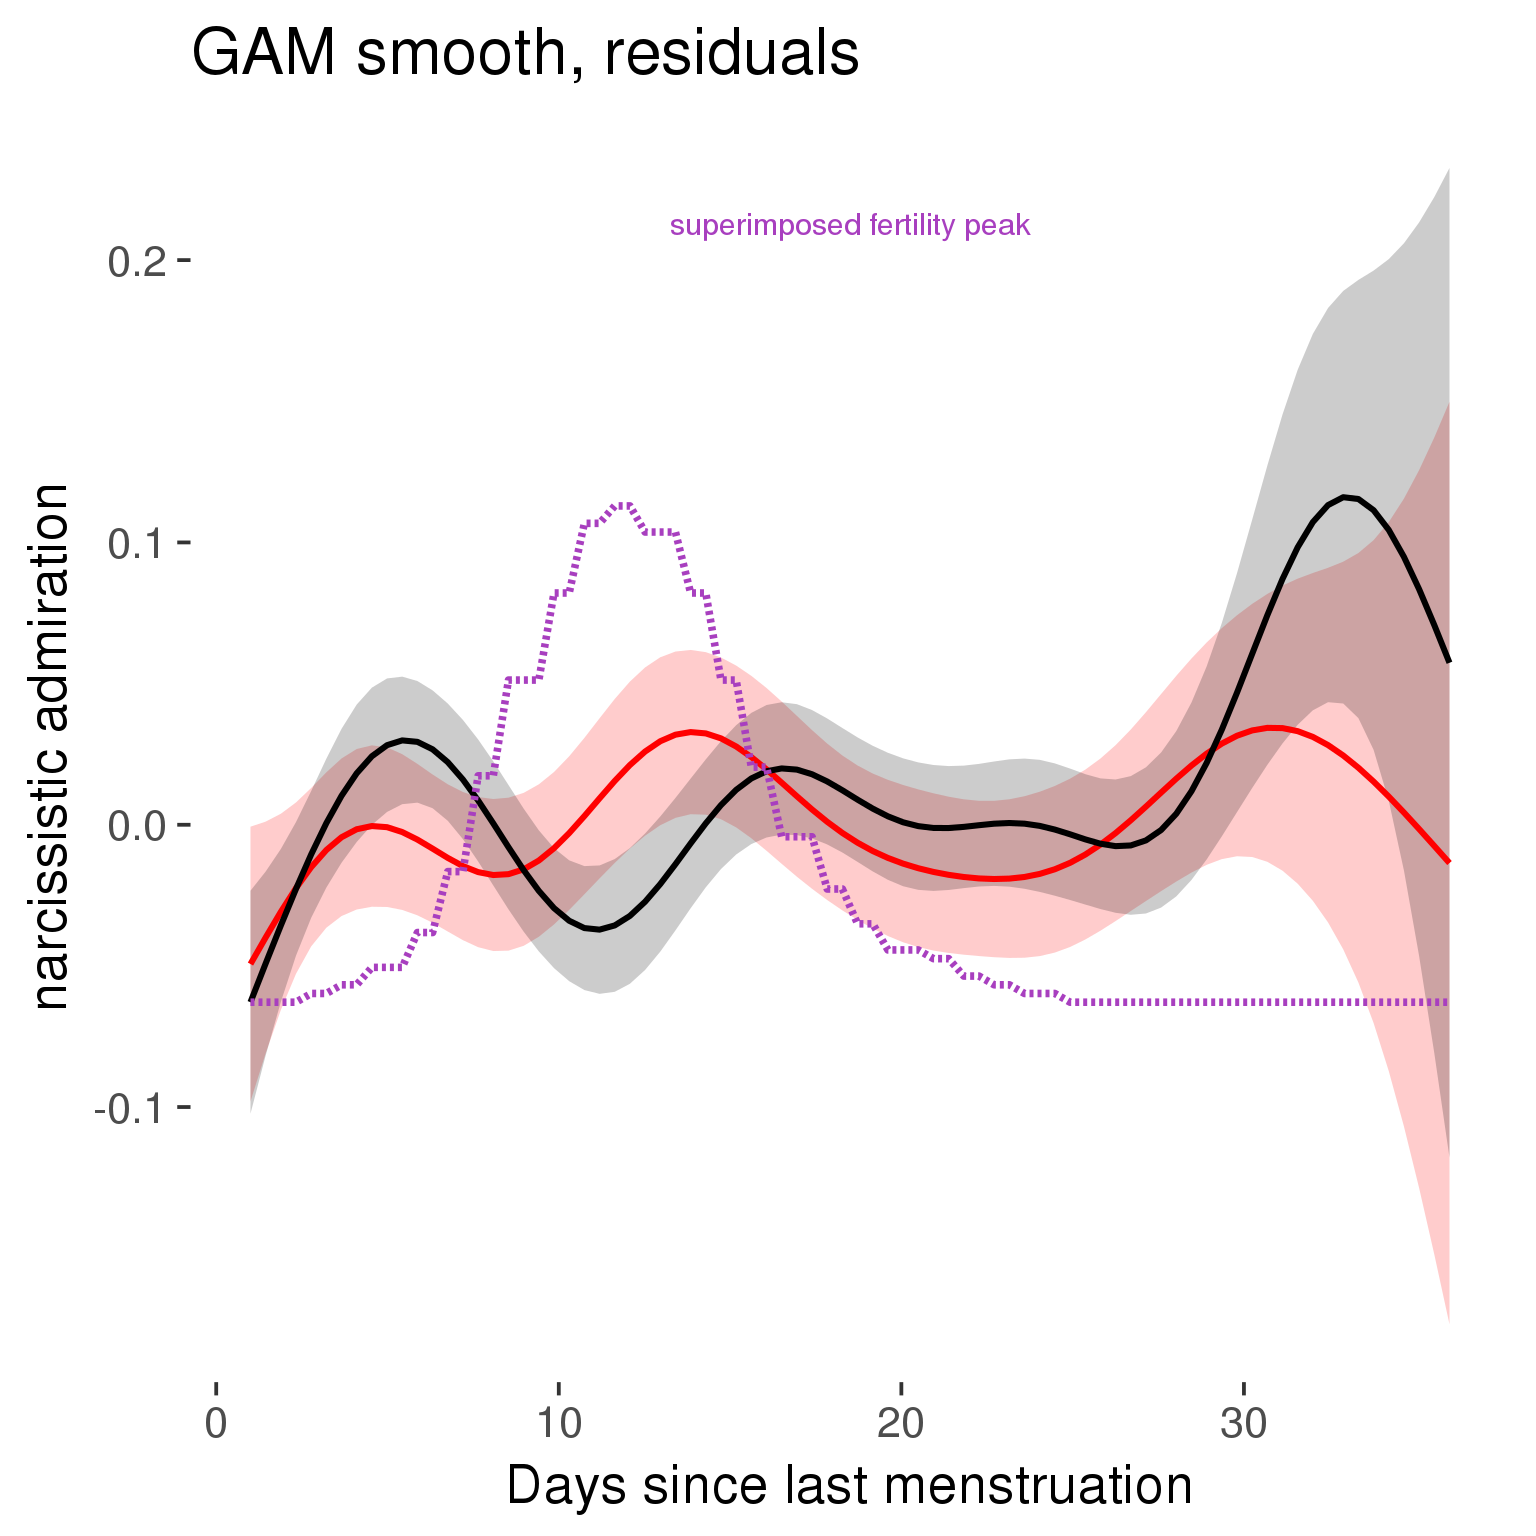 GAM smooth, residuals
superimposed fertility peak
0.2
0.1
0.0
-0.1
narcissistic admiration
0 10 20 30
Days since last menstruation